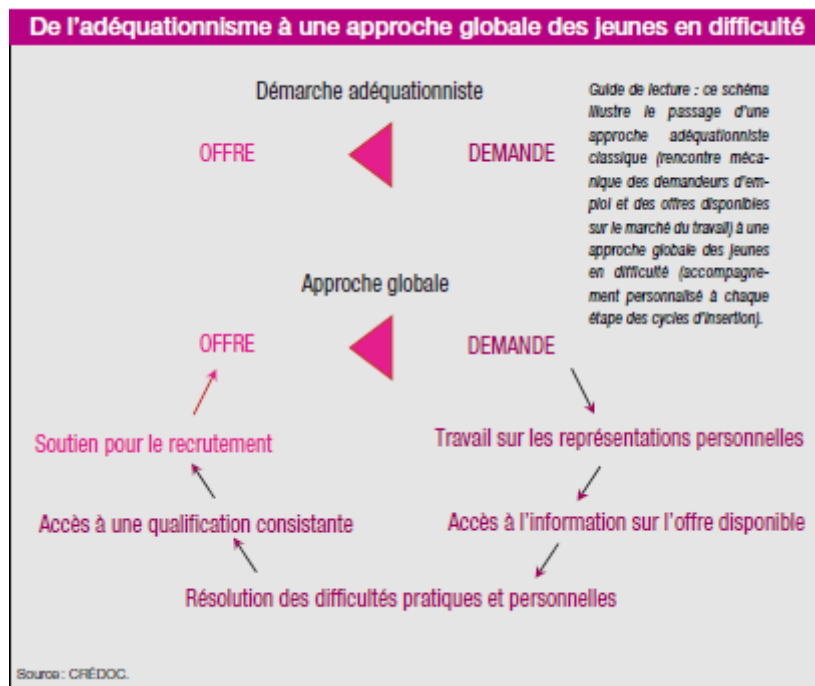 De l'adéquationnisme à une approche globale des jeunes en difficulté
Démarche adéquationniste
OFFRE
DEMANDE
Guide de lecture : ce schéma
illustre le passage d'une
approche adéquationniste
classique (rencontre méca-
nique des demandeurs d'em-
ploi et des offres disponibles
sur le marché du travail) à une
approche globale des jeunes
en difficulté (accompagne-
ment personnalisé à chaque
étape des cycles d'insertion).
Approche globale
OFFRE
DEMANDE
Soutien pour le recrutement
Travail sur les représentations personnelles
Accès à une qualification consistante
Accès à l'information sur l'offre disponible
Résolution des difficultés pratiques et personnelles
Source : CRÉDOC.